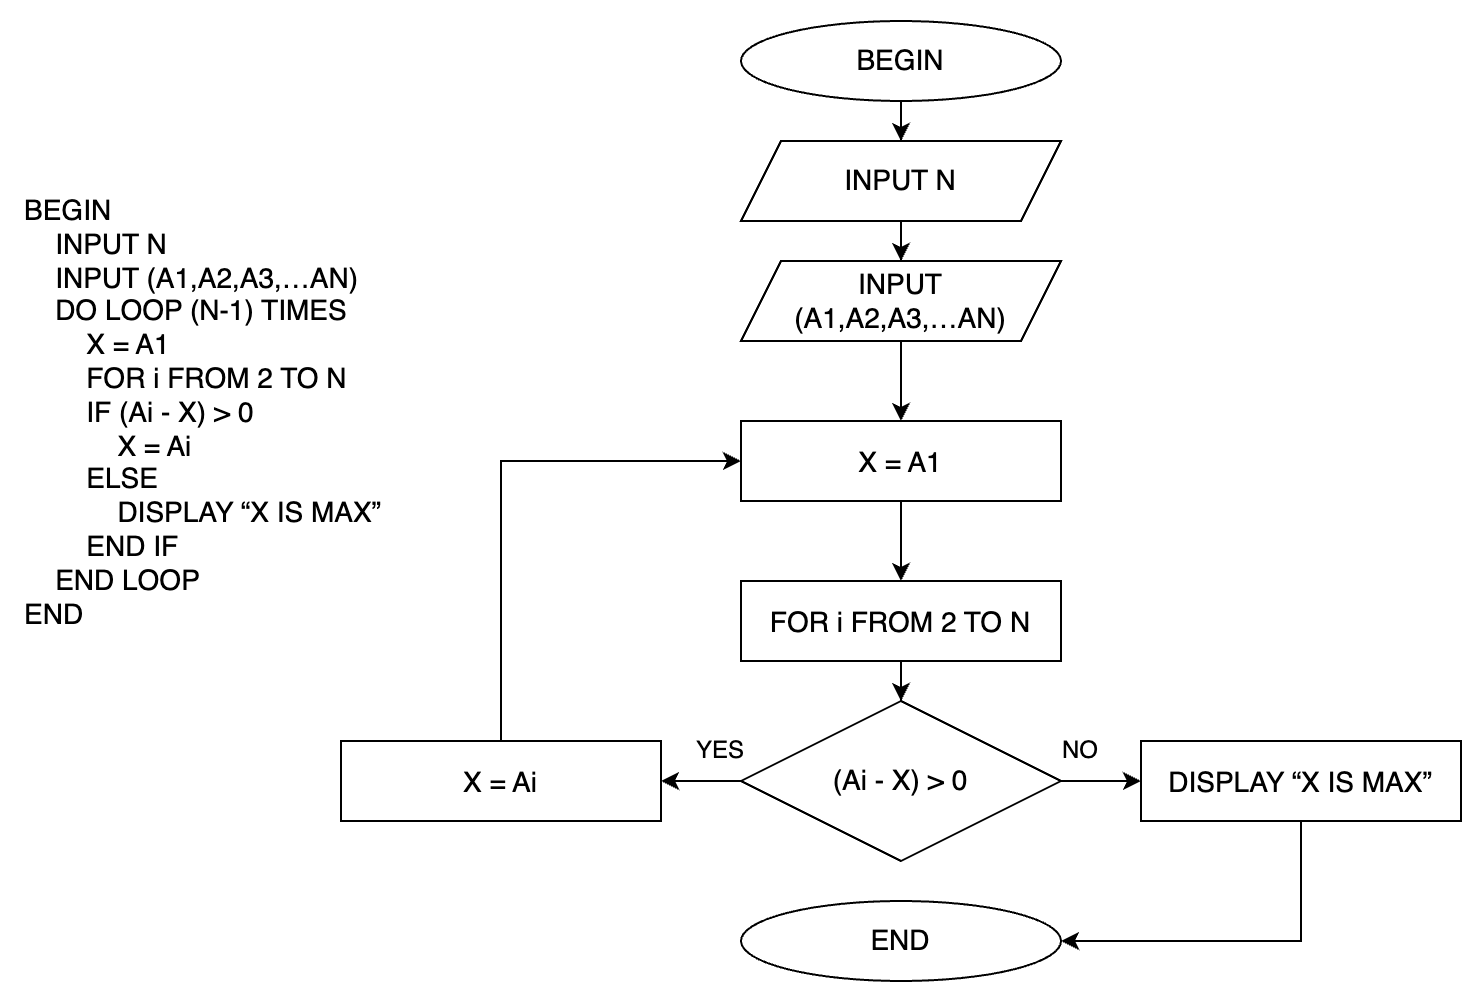 BEGIN
INPUT N
INPUT (A1,A2,A3,…AN)
DO LOOP (N-1) TIMES
X = A1
FOR i FROM 2 TO N
IF (Ai - X) > 0
X = Ai
ELSE
DISPLAY “X IS MAX”
END IF
END LOOP
END
BEGIN
INPUT N
INPUT
(A1,A2,A3,…AN)
X = A1
FOR i FROM 2 TO N
(Ai - X) > 0
YES
X = Ai
NO
DISPLAY “X IS MAX”
END